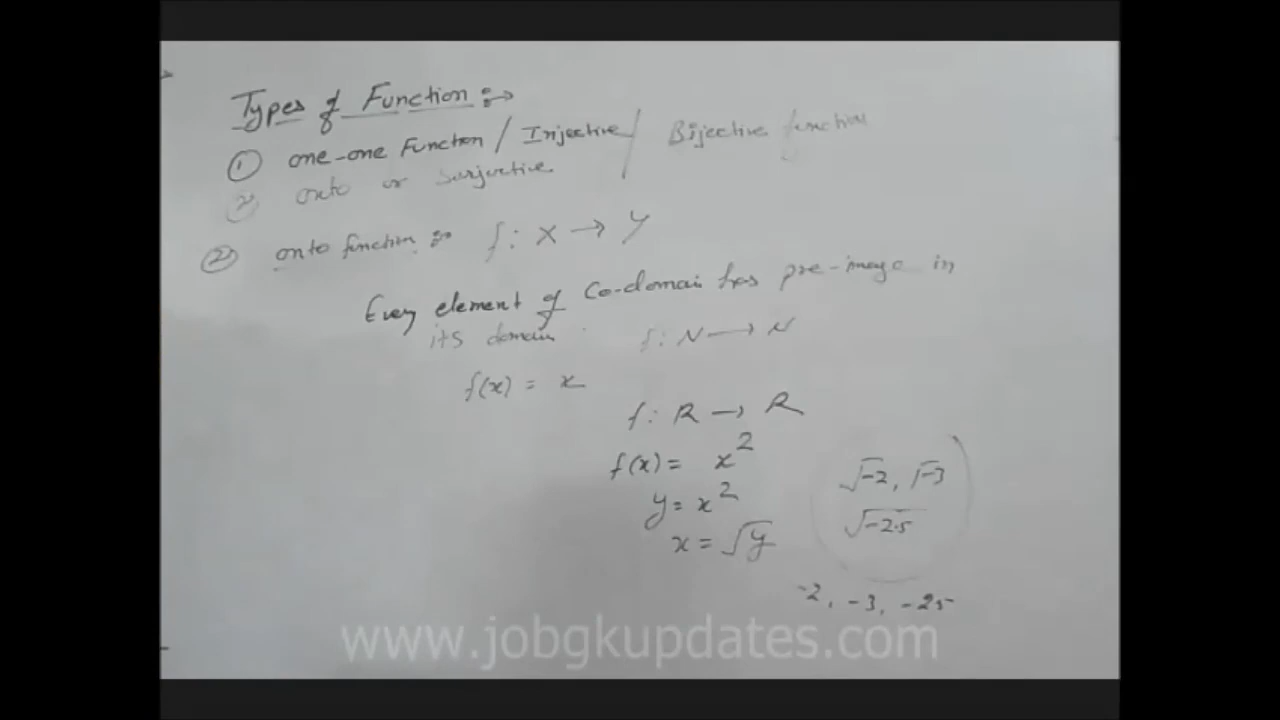 Types of Function :→
① one-one Function / Injective / Bijective function
② onto or Surjective
② onto function :→ f : X → Y
Every element of Co-domain has pre-image in
its domain f : N → N
f(x) = x
f : R → R
f(x) = x²
y = x²
x = √y
√-2, √-3
√-2.5
-2, -3, -2.5
www.jobgkupdates.com